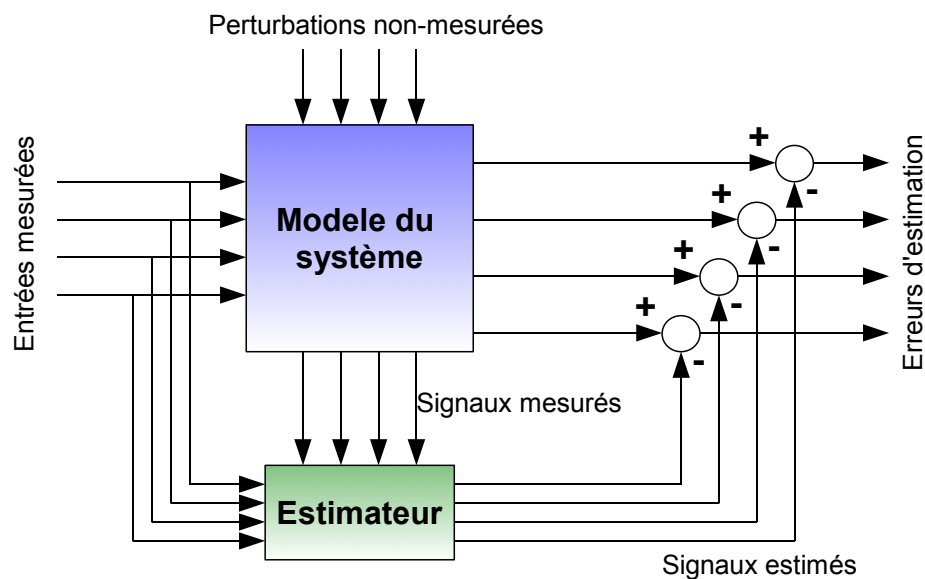 Perturbations non-mesurées
Entrées mesurées
Modele du
système
+
-
+
-
+
-
+
-
Erreurs d'estimation
Signaux mesurés
Estimateur
Signaux estimés